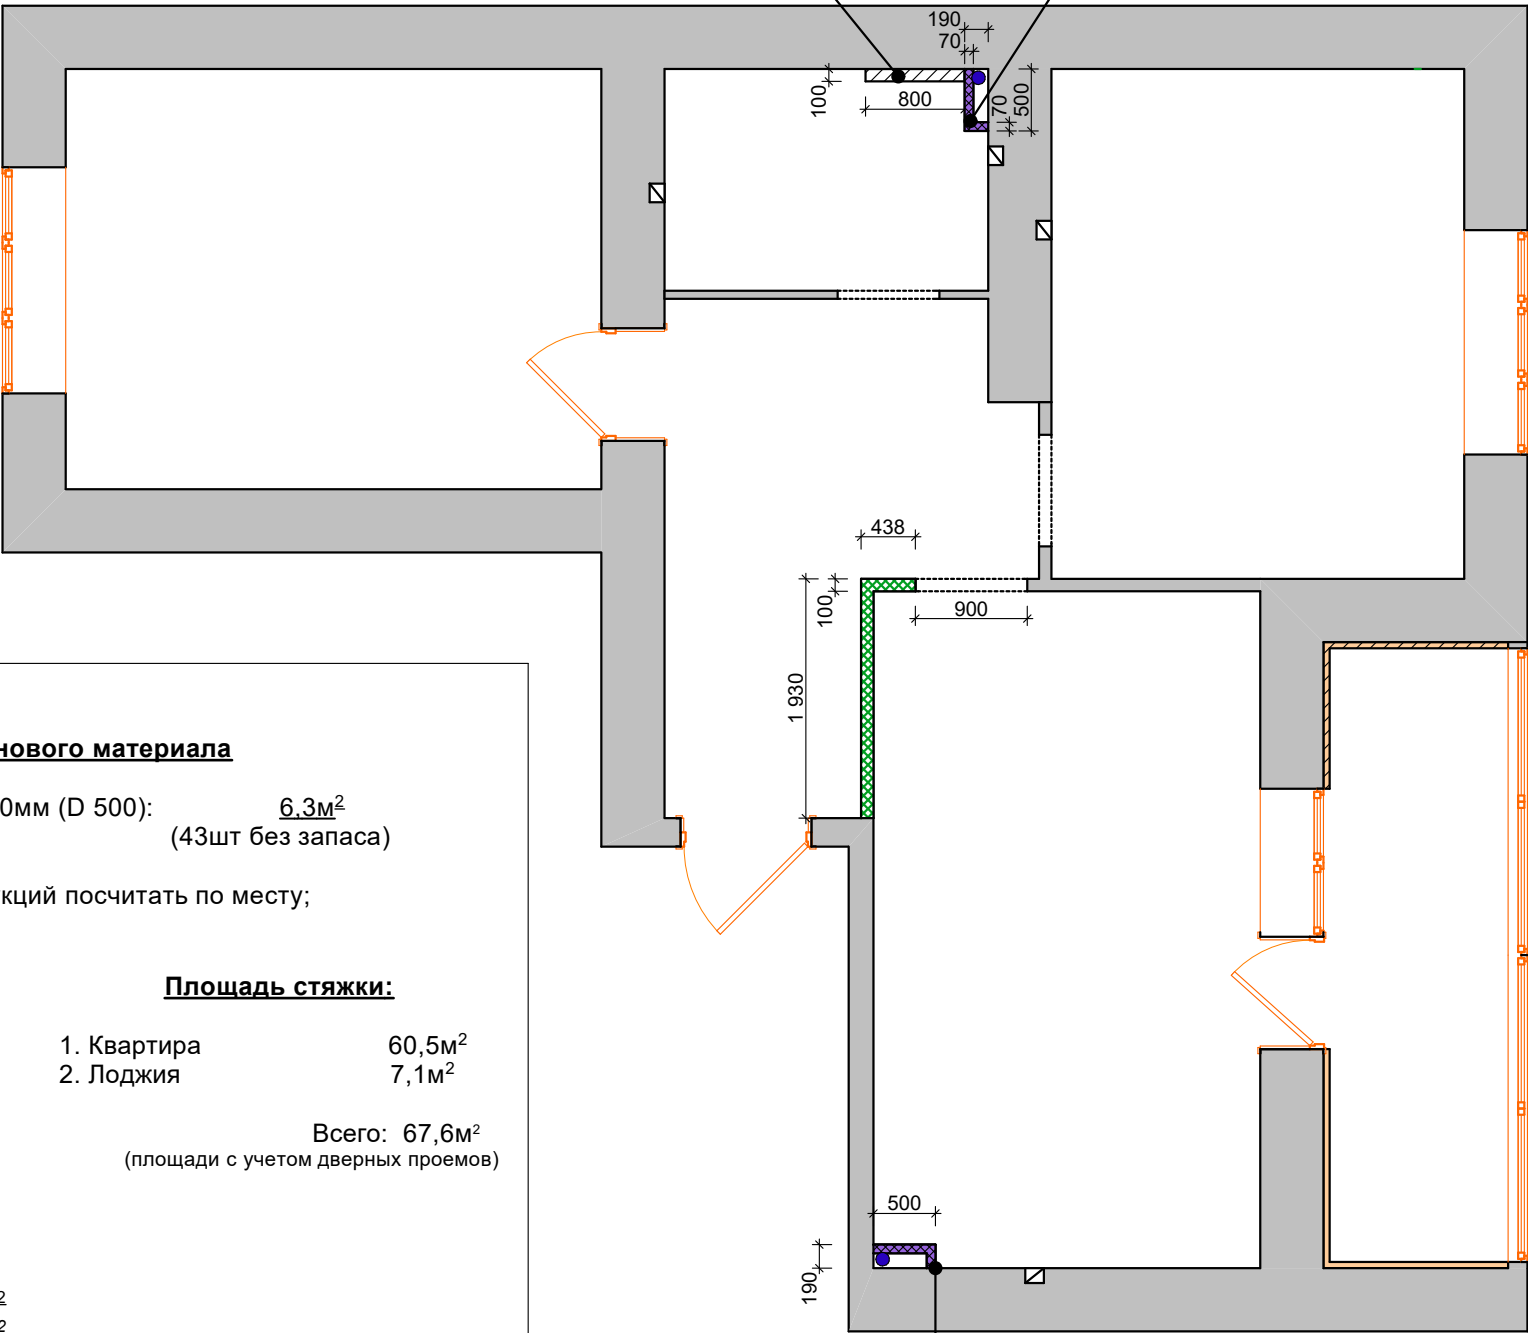 190
70
100
800
70
500
438
100
900
1 930
нового материала
0мм (D 500): 6,3м²
(43шт без запаса)
кций посчитать по месту;
Площадь стяжки:
1. Квартира 60,5м²
2. Лоджия 7,1м²
Всего: 67,6м²
(площади с учетом дверных проемов)
500
190
2
2